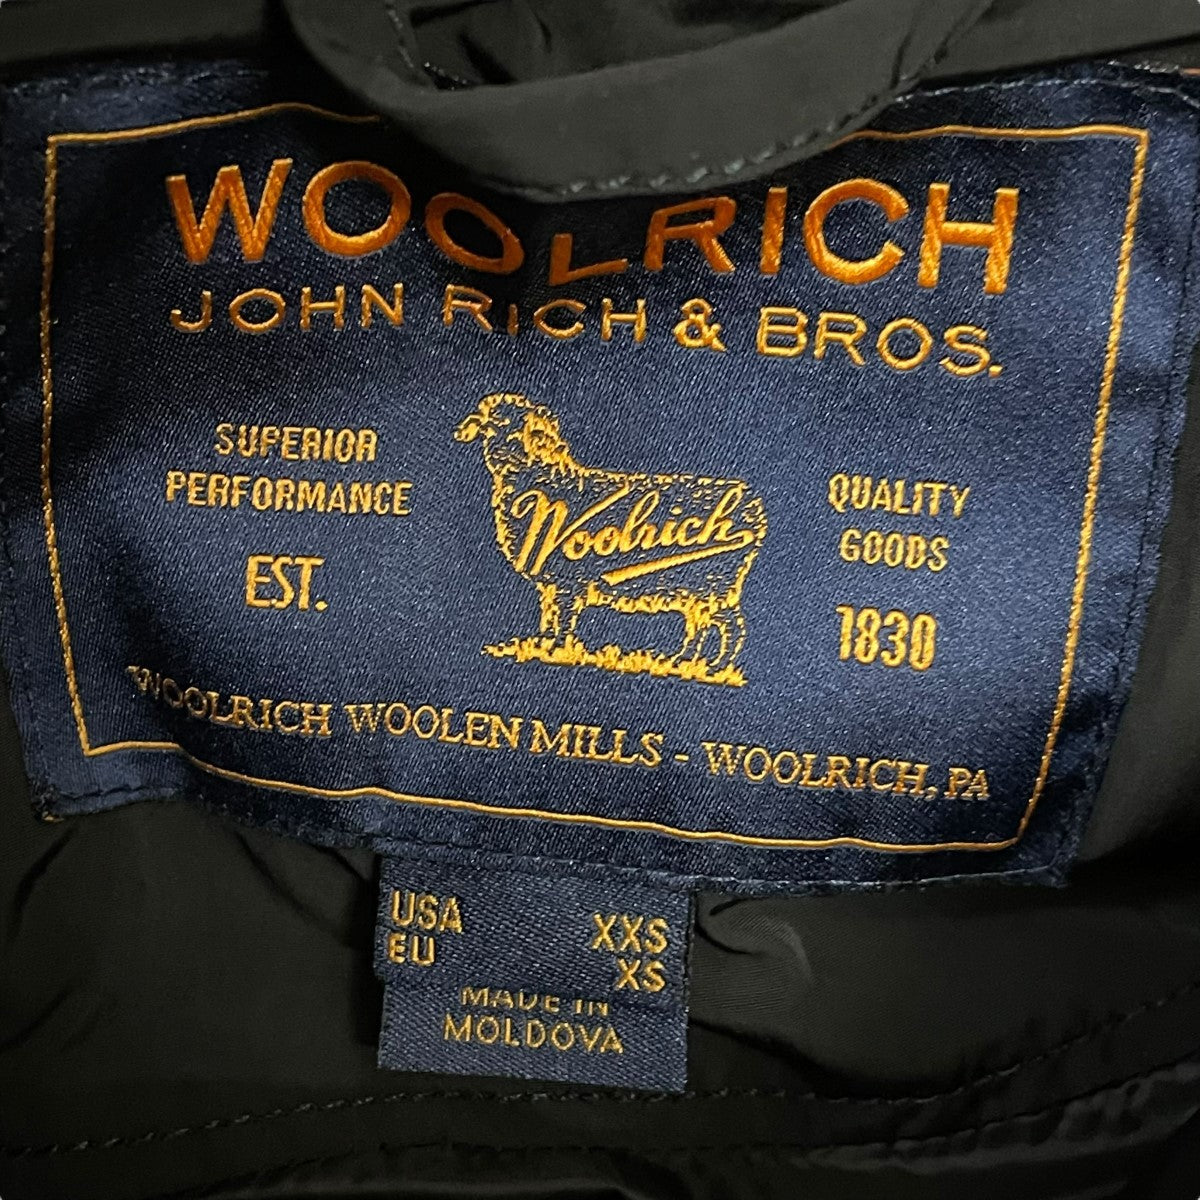 WOOLRICH
JOHN RICH & BROS.
SUPERIOR
PERFORMANCE
EST.
Woolrich
QUALITY
GOODS
1830
WOOLRICH WOOLEN MILLS - WOOLRICH, PA
USA XXS
EU XS
MADE IN
MOLDOVA